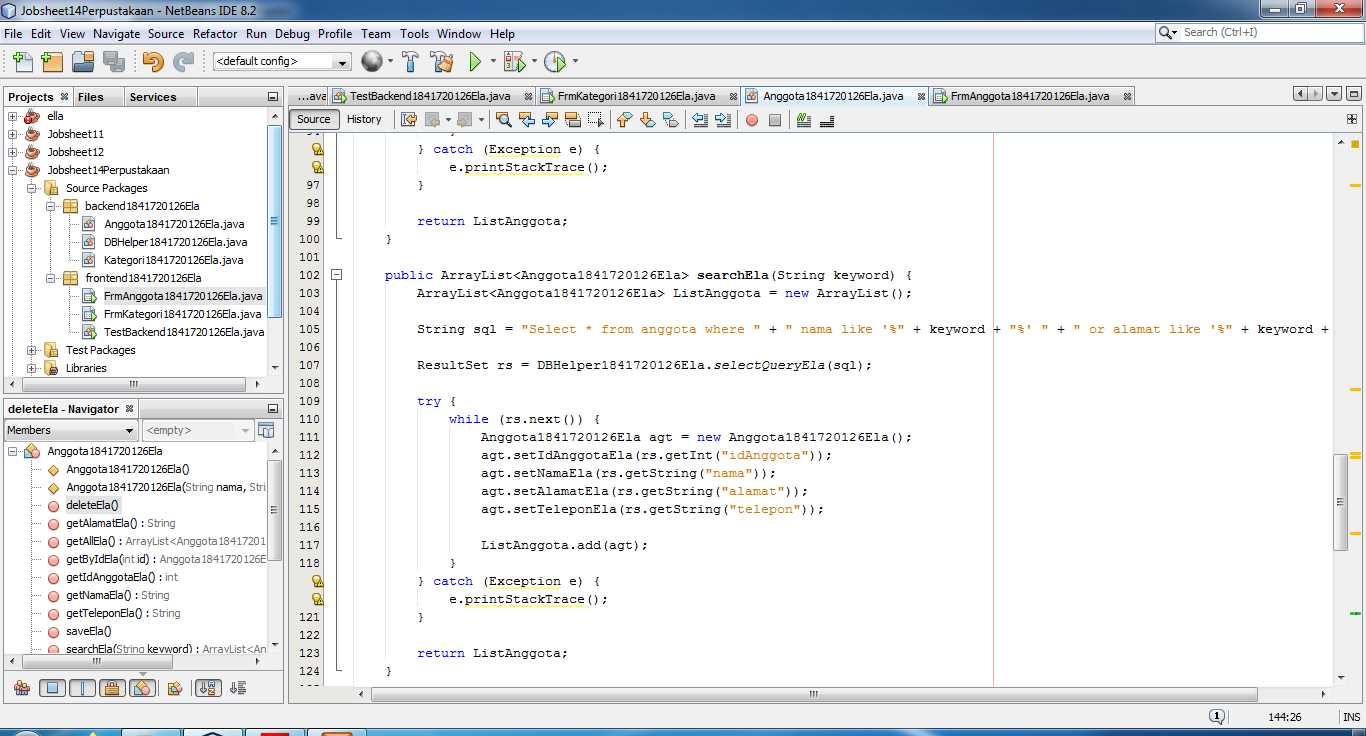 Jobsheet14Perpustakaan - NetBeans IDE 8.2
File Edit View Navigate Source Refactor Run Debug Profile Team Tools Window Help
Search (Ctrl+I)
<default config>
Projects Files Services
ella
Jobsheet11
Jobsheet12
Jobsheet14Perpustakaan
Source Packages
backend1841720126Ela
Anggota1841720126Ela.java
DBHelper1841720126Ela.java
Kategori1841720126Ela.java
frontend1841720126Ela
FrmAnggota1841720126Ela.java
FrmKategori1841720126Ela.java
TestBackend1841720126Ela.java
Test Packages
Libraries
deleteEla - Navigator
Members <empty>
Anggota1841720126Ela
Anggota1841720126Ela()
Anggota1841720126Ela(String nama, Stri
deleteEla()
getAlamatEla() : String
getAllEla() : ArrayList<Anggota18417201
getByIdEla(int id) : Anggota1841720126E
getIdAnggotaEla() : int
getNamaEla() : String
getTeleponEla() : String
saveEla()
searchEla(String keyword) : ArrayList<An
...ava TestBackend1841720126Ela.java FrmKategori1841720126Ela.java Anggota1841720126Ela.java FrmAnggota1841720126Ela.java
Source History
} catch (Exception e) {
e.printStackTrace();
97 }
98
99 return ListAnggota;
100 }
101
102 public ArrayList<Anggota1841720126Ela> searchEla(String keyword) {
103 ArrayList<Anggota1841720126Ela> ListAnggota = new ArrayList();
104
105 String sql = "Select * from anggota where " + " nama like '%" + keyword + "%' " + " or alamat like '%" + keyword +
106
107 ResultSet rs = DBHelper1841720126Ela.selectQueryEla(sql);
108
109 try {
110 while (rs.next()) {
111 Anggota1841720126Ela agt = new Anggota1841720126Ela();
112 agt.setIdAnggotaEla(rs.getInt("idAnggota"));
113 agt.setNamaEla(rs.getString("nama"));
114 agt.setAlamatEla(rs.getString("alamat"));
115 agt.setTeleponEla(rs.getString("telepon"));
116
117 ListAnggota.add(agt);
118 }
} catch (Exception e) {
e.printStackTrace();
121 }
122
123 return ListAnggota;
124 }
1 144:26 INS